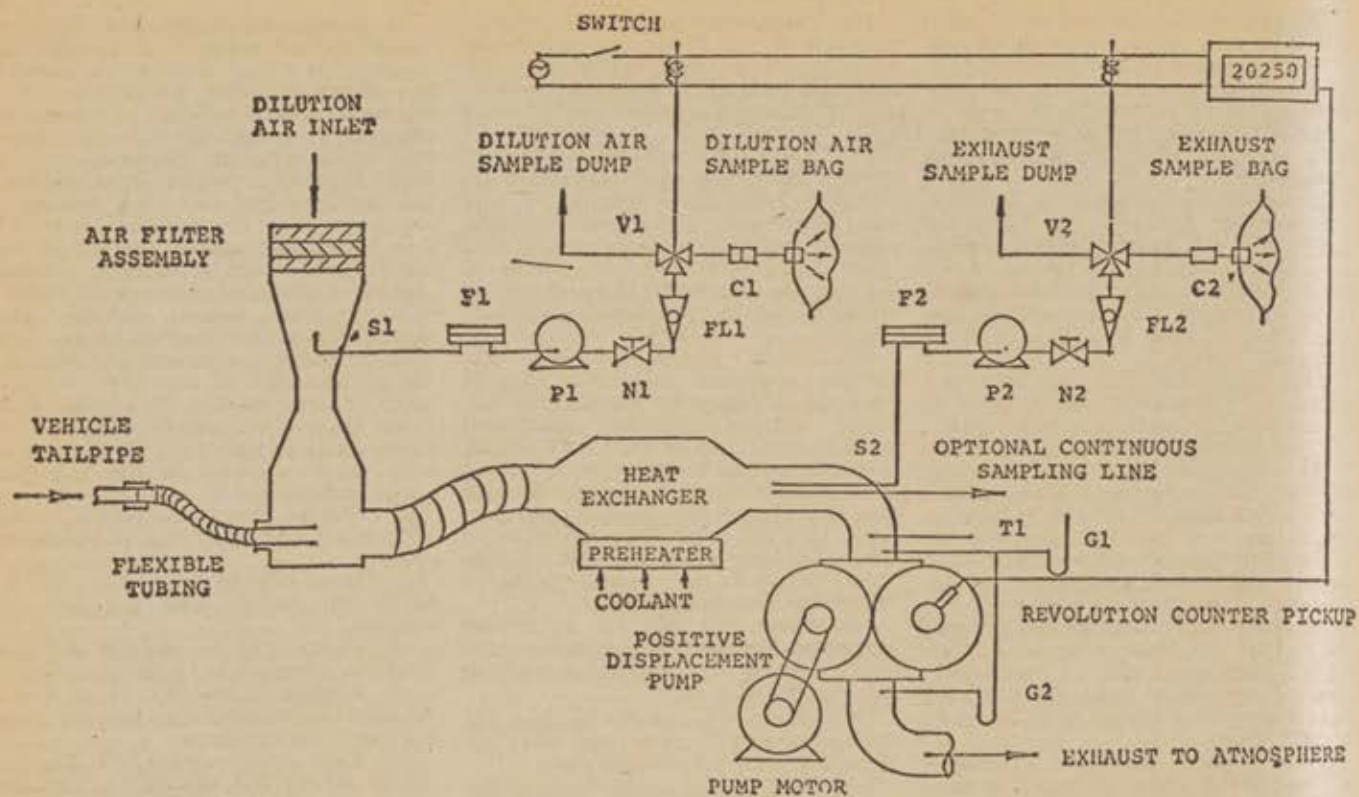 SWITCH
20250
DILUTION
AIR INLET
DILUTION AIR
SAMPLE DUMP
DILUTION AIR
SAMPLE BAG
EXHAUST
SAMPLE DUMP
EXHAUST
SAMPLE BAG
AIR FILTER
ASSEMBLY
V1
V2
C1
C2
F1
F2
S1
FL1
FL2
P1
N1
P2
N2
VEHICLE
TAILPIPE
S2
OPTIONAL CONTINUOUS
SAMPLING LINE
HEAT
EXCHANGER
T1
G1
PREHEATER
FLEXIBLE
TUBING
COOLANT
REVOLUTION COUNTER PICKUP
POSITIVE
DISPLACEMENT
PUMP
G2
EXHAUST TO ATMOSPHERE
PUMP MOTOR